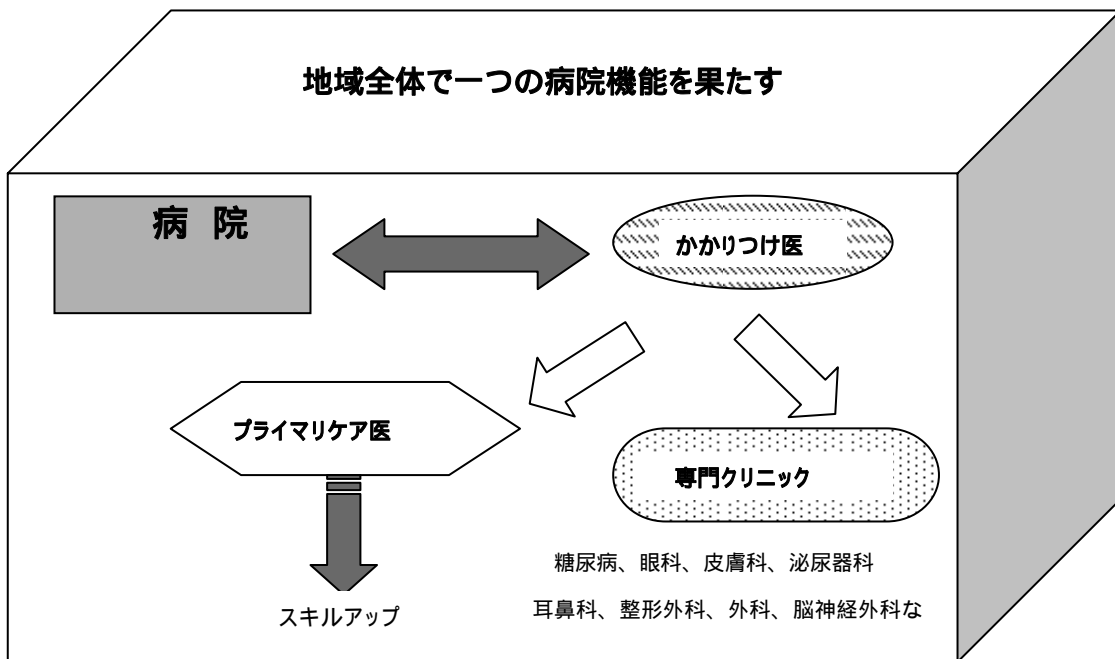 地域全体で一つの病院機能を果たす
病 院
かかりつけ医
プライマリケア医
専門クリニック
糖尿病、眼科、皮膚科、泌尿器科
耳鼻科、整形外科、外科、脳神経外科な
スキルアップ